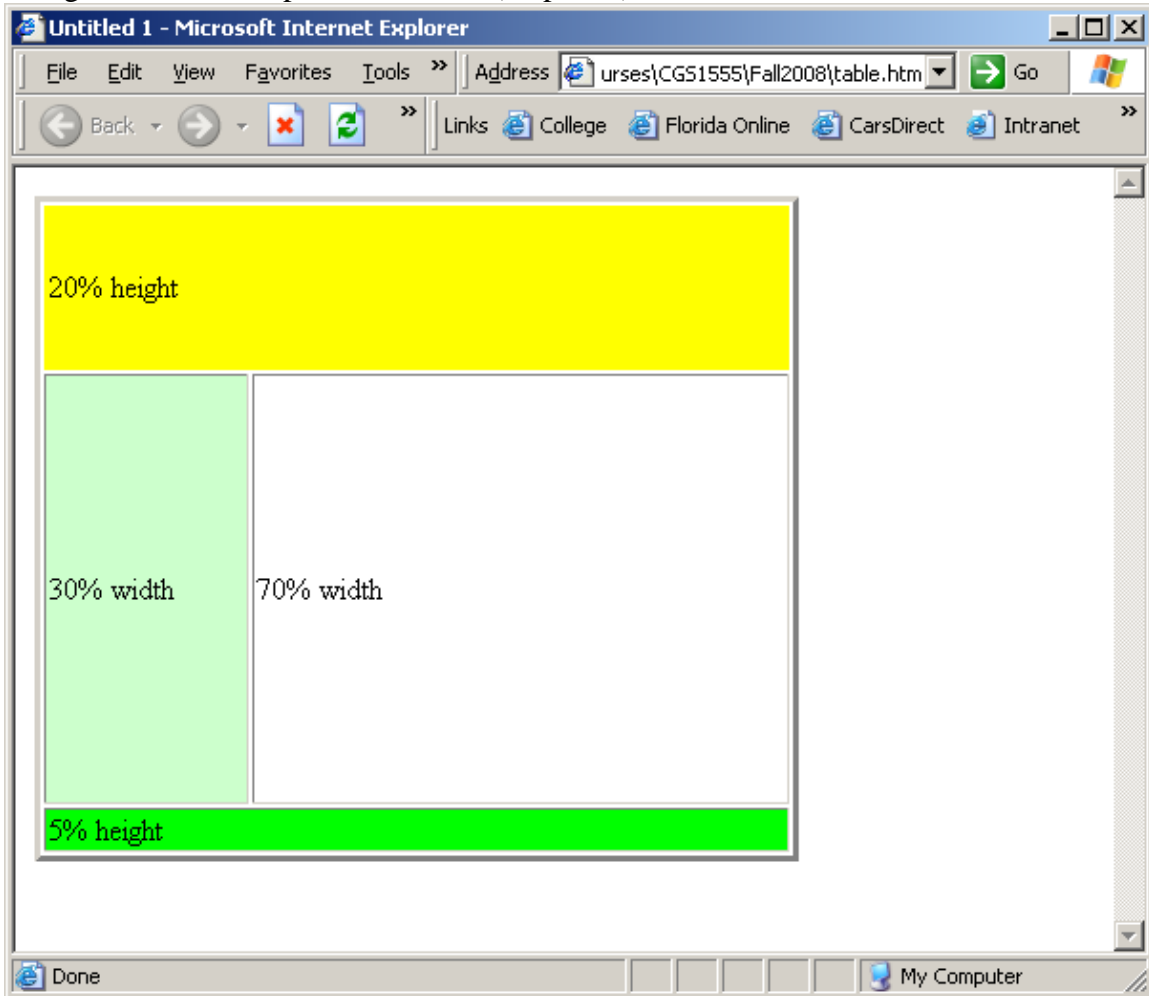 Untitled 1 - Microsoft Internet Explorer
File Edit View Favorites Tools » Address urses\CGS1555\Fall2008\table.htm Go
Back » Links College Florida Online CarsDirect Intranet »
20% height
30% width 70% width
5% height
Done My Computer